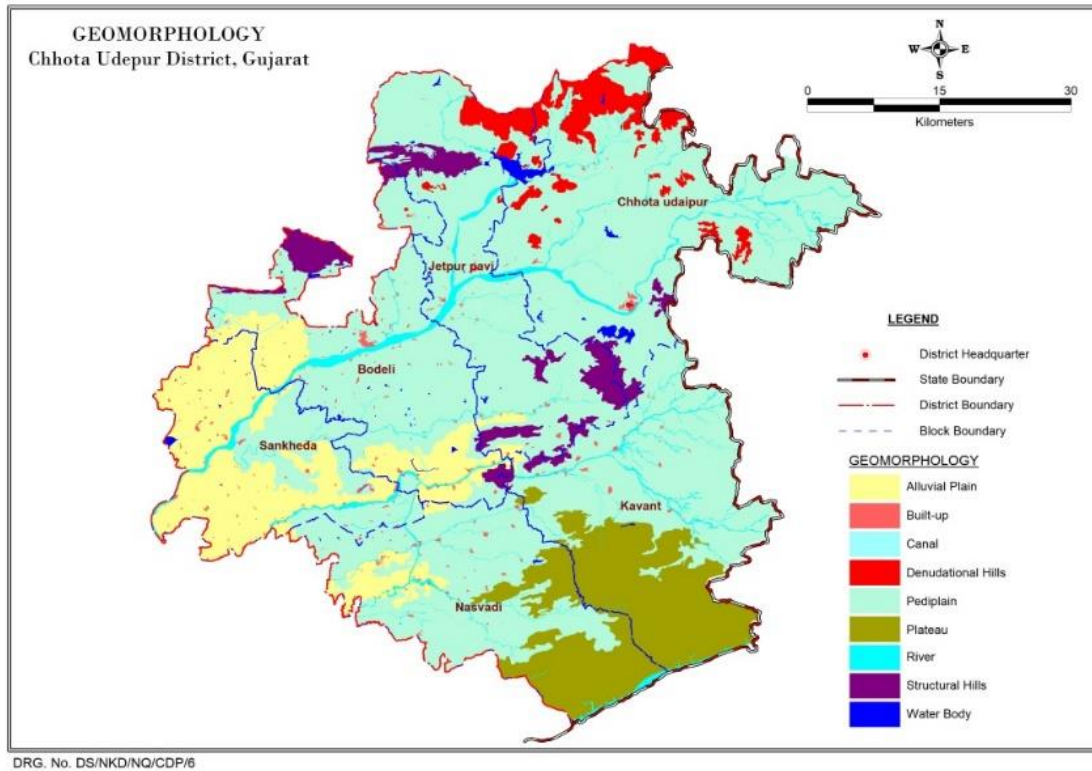 GEOMORPHOLOGY
Chhota Udepur District, Gujarat
N
W E
S
0 15 30
Kilometers
Chhota udaipur
Jetpur pavi
Bodeli
Sankheda
Kavant
Nasvadi
LEGEND
District Headquarter
State Boundary
District Boundary
Block Boundary
GEOMORPHOLOGY
Alluvial Plain
Built-up
Canal
Denudational Hills
Pediplain
Plateau
River
Structural Hills
Water Body
DRG. No. DS/NKD/NQ/CDP/6